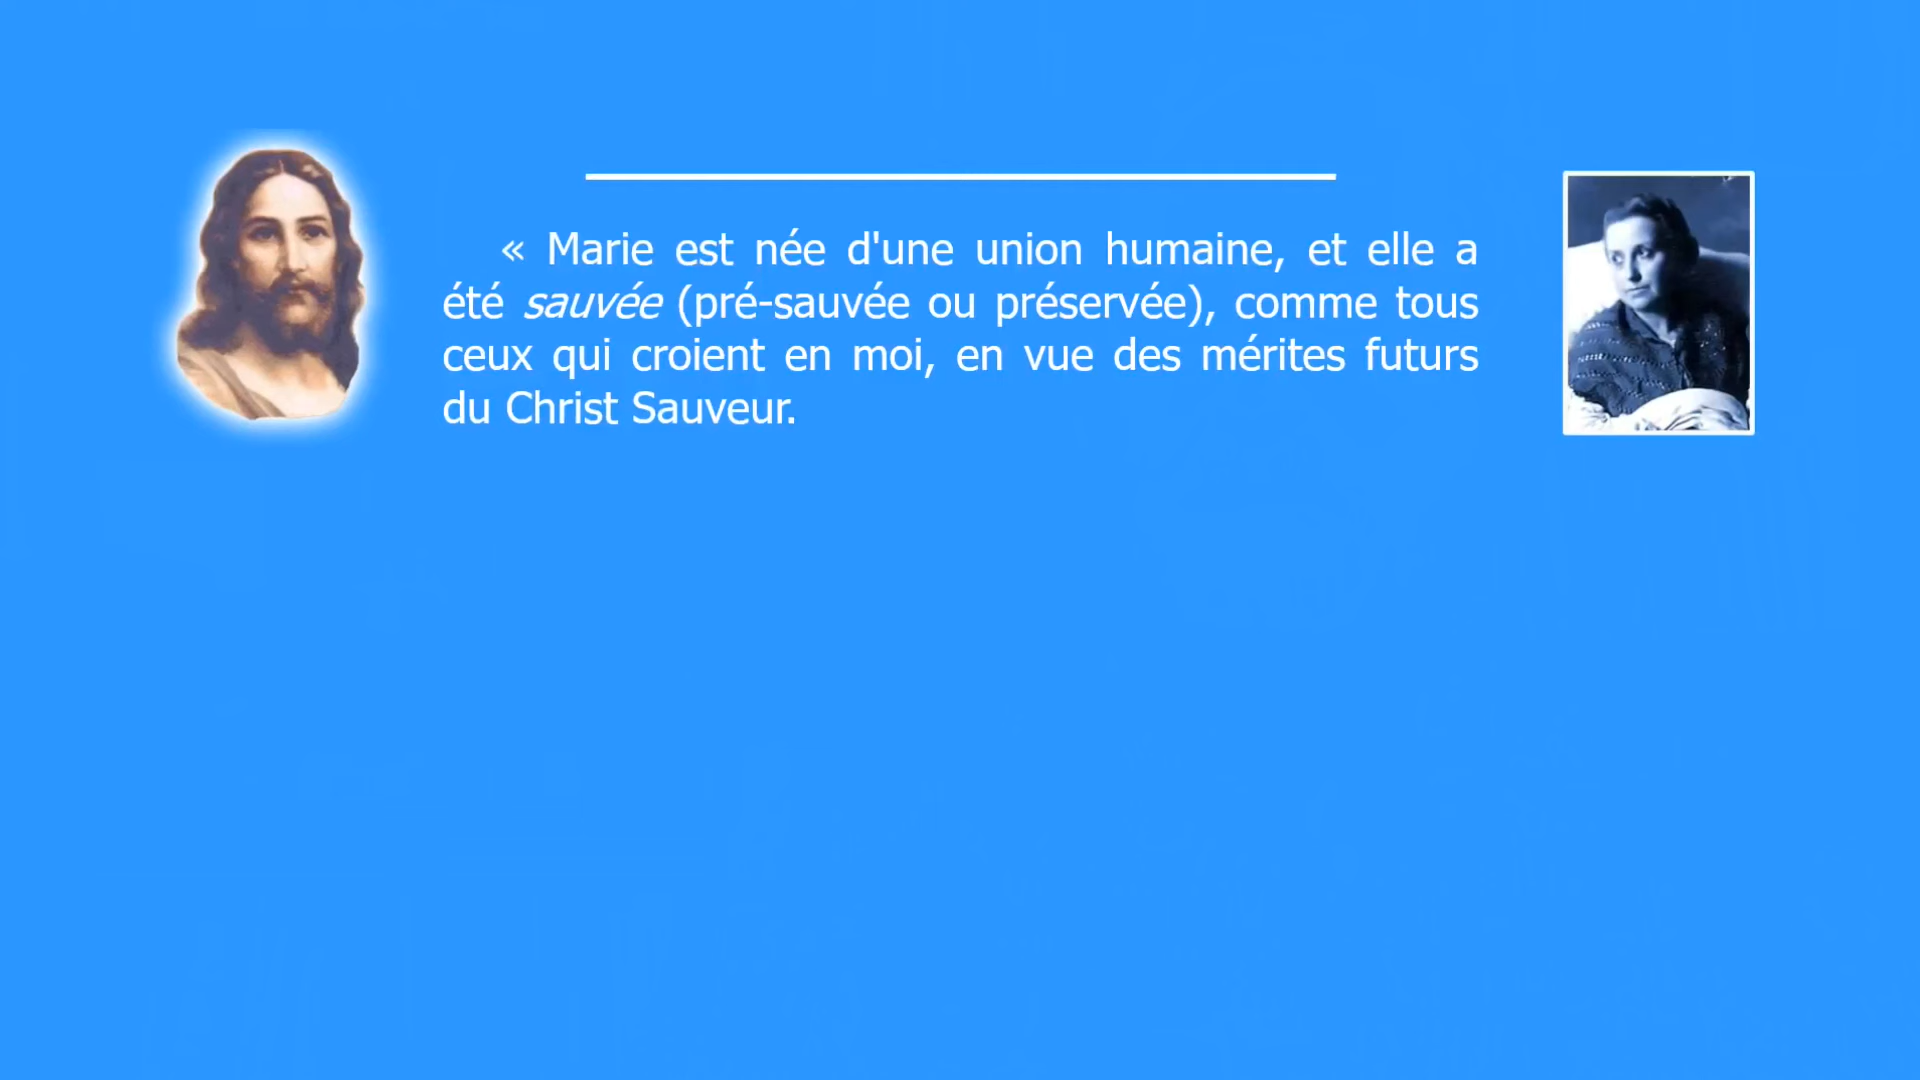 « Marie est née d'une union humaine, et elle a
été sauvée (pré-sauvée ou préservée), comme tous
ceux qui croient en moi, en vue des mérites futurs
du Christ Sauveur.